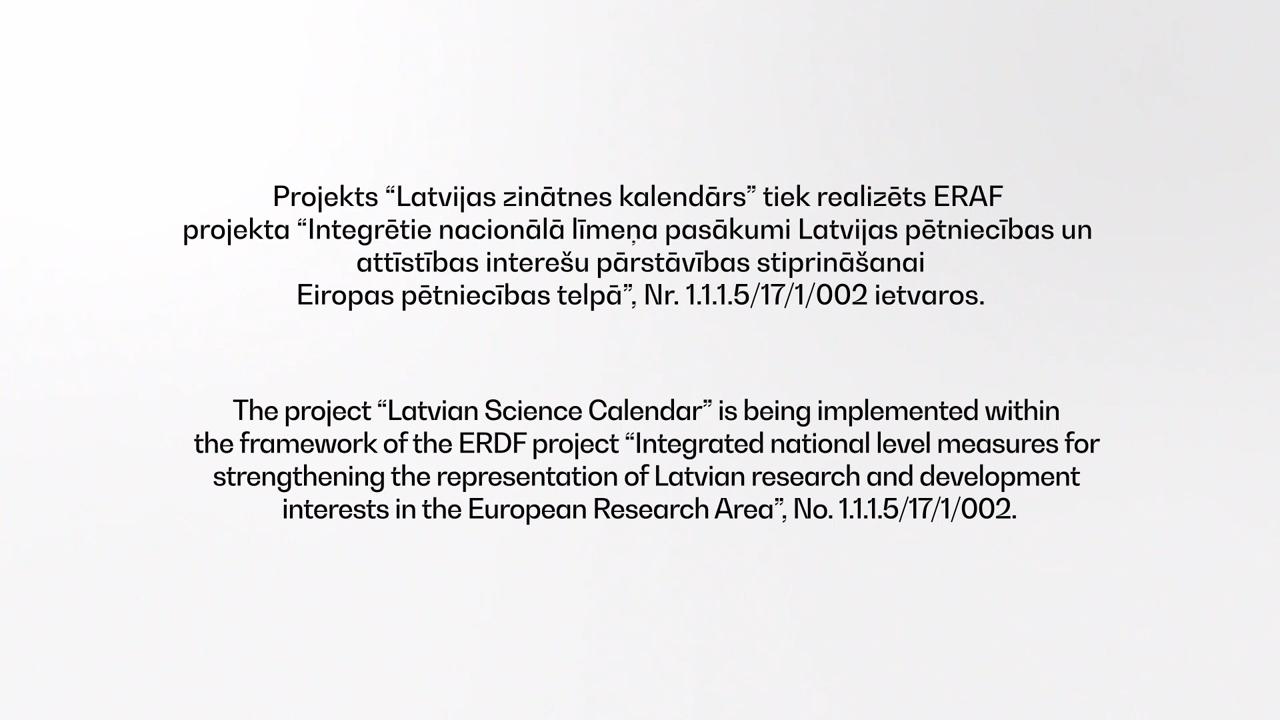 Projekts “Latvijas zinātnes kalendārs” tiek realizēts ERAF
projekta “Integrētie nacionālā līmeņa pasākumi Latvijas pētniecības un
attīstības interešu pārstāvības stiprināšanai
Eiropas pētniecības telpā”, Nr. 1.1.1.5/17/1/002 ietvaros.
The project “Latvian Science Calendar” is being implemented within
the framework of the ERDF project “Integrated national level measures for
strengthening the representation of Latvian research and development
interests in the European Research Area”, No. 1.1.1.5/17/1/002.